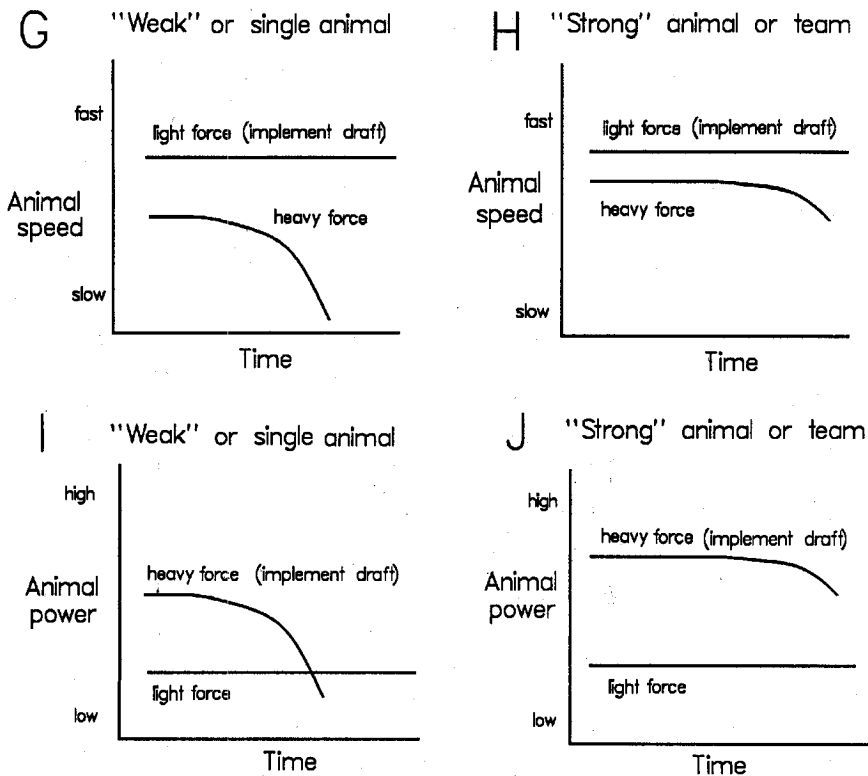 G "Weak" or single animal
fast
light force (implement draft)
Animal
speed
heavy force
slow
Time
H "Strong" animal or team
fast
light force (implement draft)
Animal
speed
heavy force
slow
Time
I "Weak" or single animal
high
heavy force (implement draft)
Animal
power
light force
low
Time
J "Strong" animal or team
high
heavy force (implement draft)
Animal
power
light force
low
Time